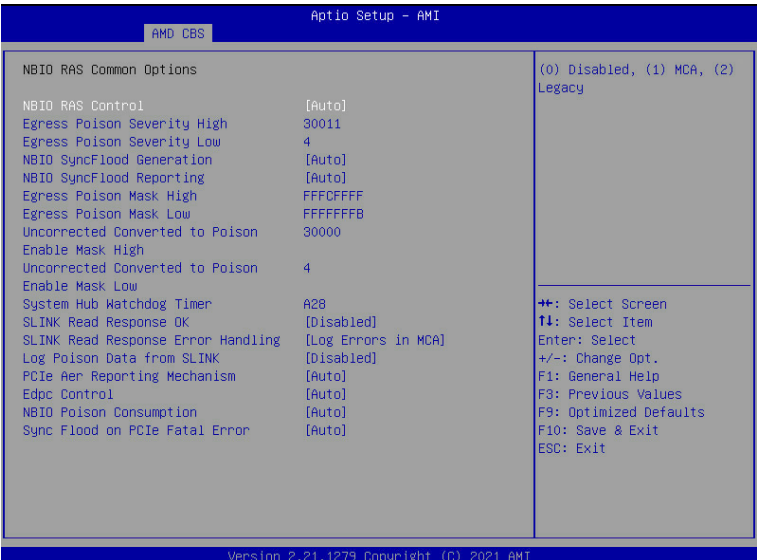 Aptio Setup - AMI
AMD CBS
NBIO RAS Common Options
NBIO RAS Control [Auto]
Egress Poison Severity High 30011
Egress Poison Severity Low 4
NBIO SyncFlood Generation [Auto]
NBIO SyncFlood Reporting [Auto]
Egress Poison Mask High FFFCFFFF
Egress Poison Mask Low FFFFFFFB
Uncorrected Converted to Poison 30000
Enable Mask High
Uncorrected Converted to Poison 4
Enable Mask Low
System Hub Watchdog Timer A28
SLINK Read Response OK [Disabled]
SLINK Read Response Error Handling [Log Errors in MCA]
Log Poison Data from SLINK [Disabled]
PCIe Aer Reporting Mechanism [Auto]
Edpc Control [Auto]
NBIO Poison Consumption [Auto]
Sync Flood on PCIe Fatal Error [Auto]
(0) Disabled, (1) MCA, (2)
Legacy
→←: Select Screen
↑↓: Select Item
Enter: Select
+/-: Change Opt.
F1: General Help
F3: Previous Values
F9: Optimized Defaults
F10: Save & Exit
ESC: Exit
Version 2.21.1279 Copyright (C) 2021 AMI